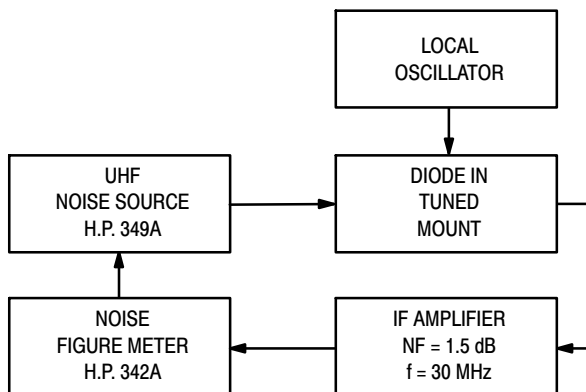 LOCAL
OSCILLATOR
UHF
NOISE SOURCE
H.P. 349A
DIODE IN
TUNED
MOUNT
NOISE
FIGURE METER
H.P. 342A
IF AMPLIFIER
NF = 1.5 dB
f = 30 MHz